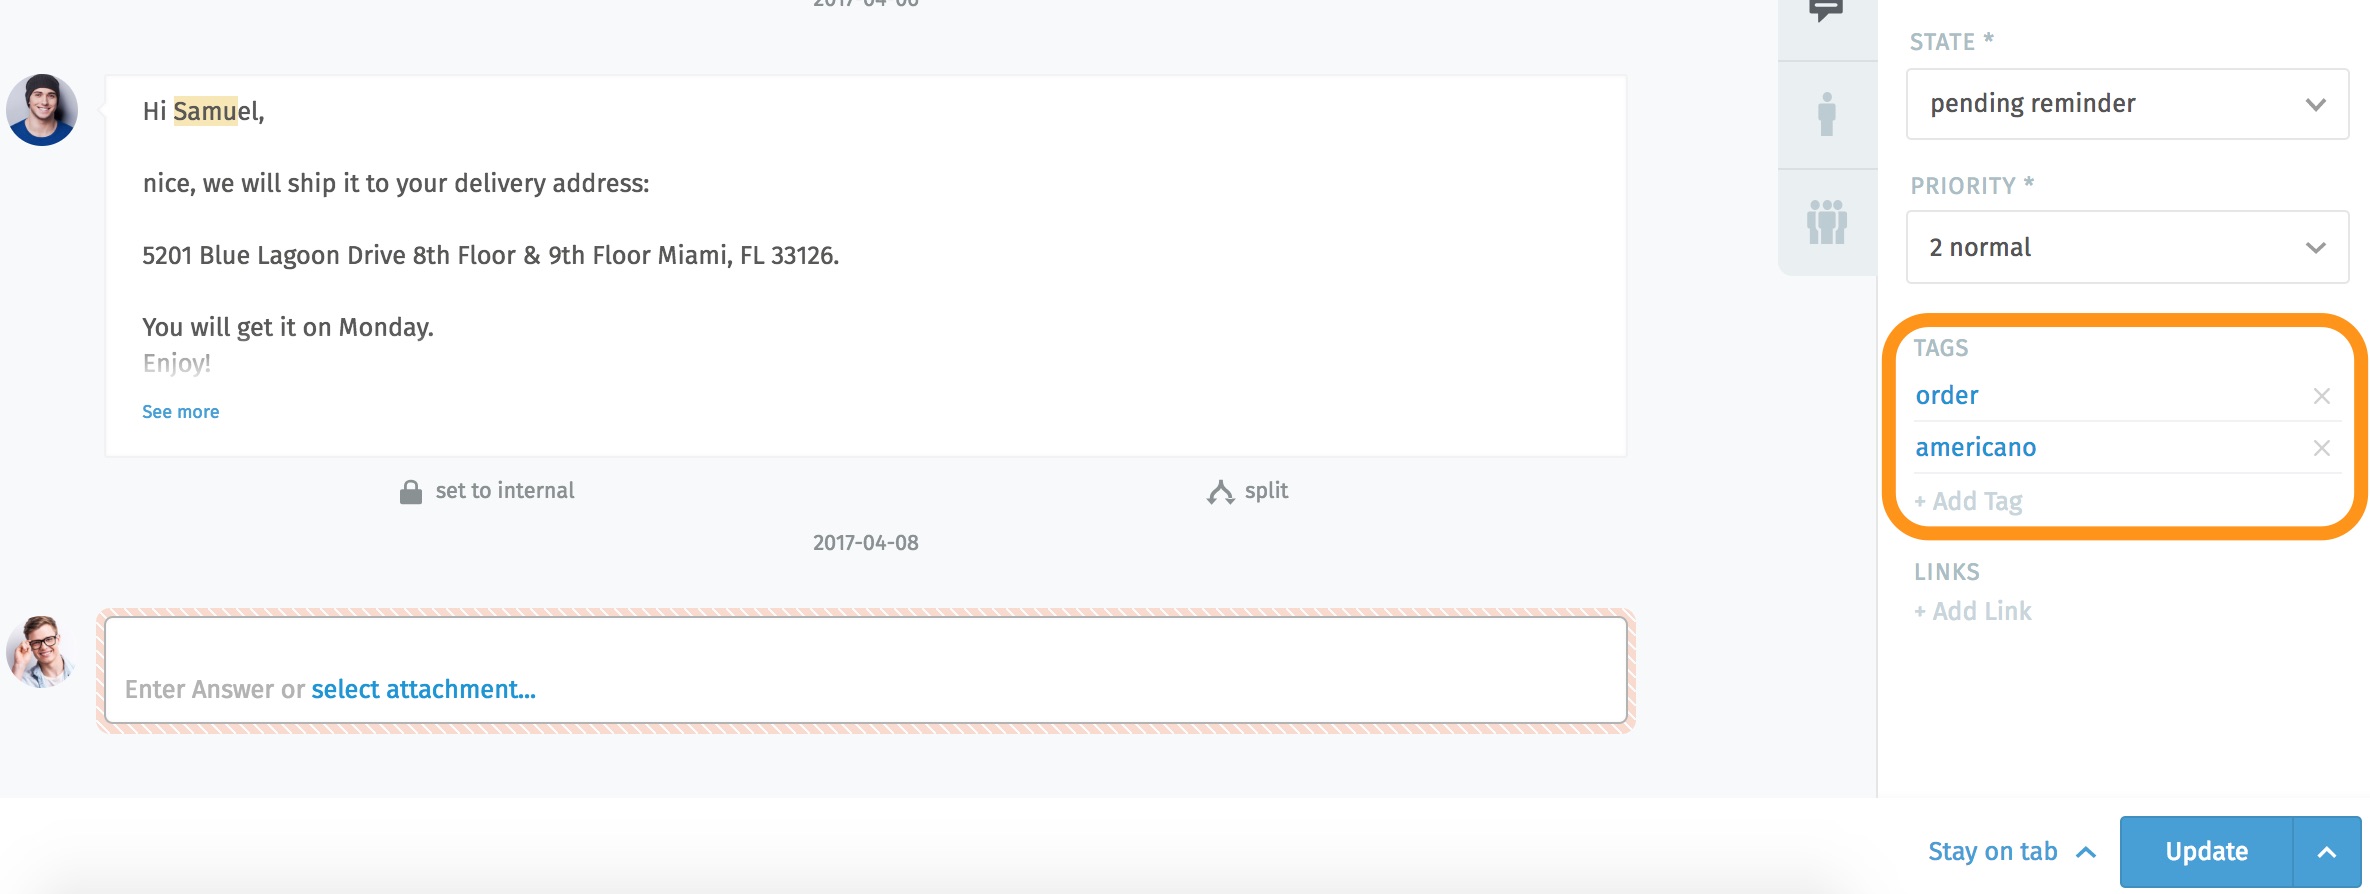 2017-04-06
Hi Samuel,
nice, we will ship it to your delivery address:
5201 Blue Lagoon Drive 8th Floor & 9th Floor Miami, FL 33126.
You will get it on Monday.
Enjoy!
See more
set to internal
split
2017-04-08
Enter Answer or select attachment...
STATE *
pending reminder
PRIORITY *
2 normal
TAGS
order
americano
+ Add Tag
LINKS
+ Add Link
Stay on tab
Update